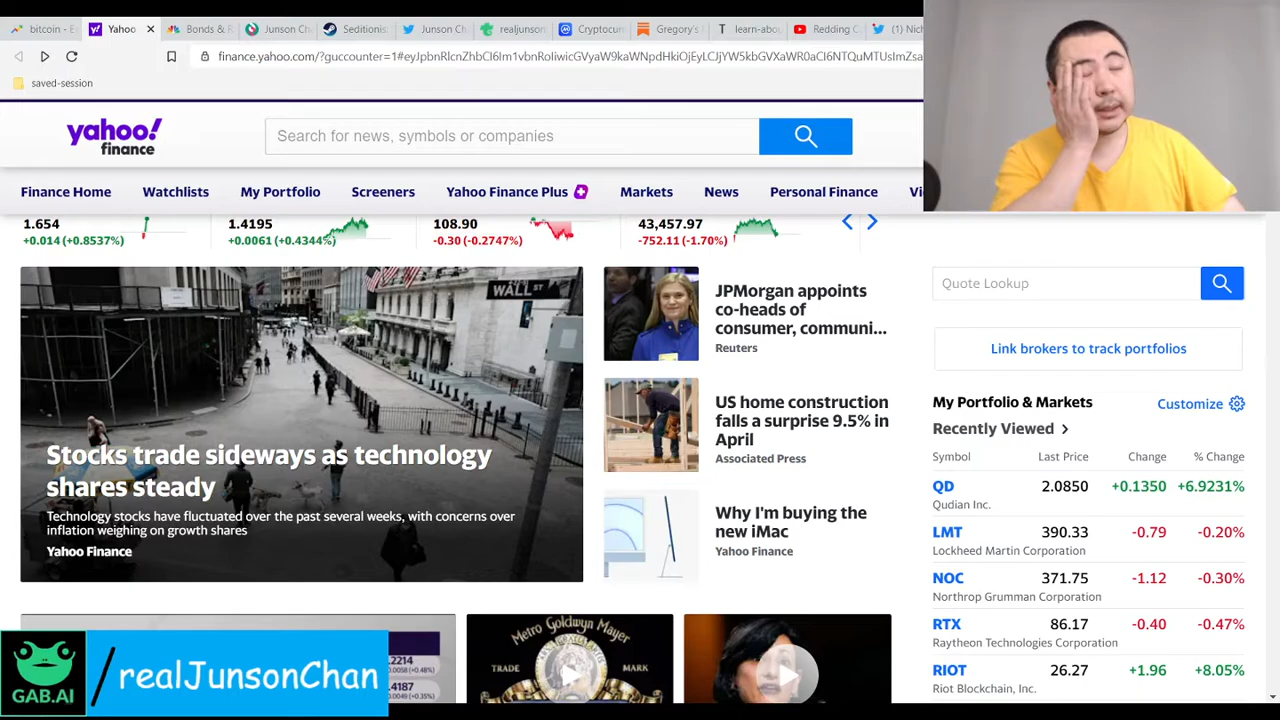 bitcoin - E
Yahoo
Bonds & R
Junson Ch
Seditionis
Junson Ch
realjunson
Cryptocur
Gregory's
learn-abou
Redding C
(Nich
finance.yahoo.com/?guccounter=1#
saved-session
yahoo!
finance
Search for news, symbols or companies
Finance Home
Watchlists
My Portfolio
Screeners
Yahoo Finance Plus
Markets
News
Personal Finance
Vi
1.654
+0.014 (+0.8537%)
1.4195
+0.0061 (+0.4344%)
108.90
-0.30 (-0.2747%)
43,457.97
-752.11 (-1.70%)
WALL ST
Stocks trade sideways as technology
shares steady
Technology stocks have fluctuated over the past several weeks, with concerns over
inflation weighing on growth shares
Yahoo Finance
JPMorgan appoints
co-heads of
consumer, communi...
Reuters
US home construction
falls a surprise 9.5% in
April
Associated Press
Why I'm buying the
new iMac
Yahoo Finance
Quote Lookup
Link brokers to track portfolios
My Portfolio & Markets
Customize
Recently Viewed
Symbol Last Price Change % Change
QD 2.0850 +0.1350 +6.9231%
Qudian Inc.
LMT 390.33 -0.79 -0.20%
Lockheed Martin Corporation
NOC 371.75 -1.12 -0.30%
Northrop Grumman Corporation
RTX 86.17 -0.40 -0.47%
Raytheon Technologies Corporation
RIOT 26.27 +1.96 +8.05%
Riot Blockchain, Inc.
Metro Goldwyn Mayer
TRADE MARK
.2214
.4187
GAB.AI
/realJunsonChan